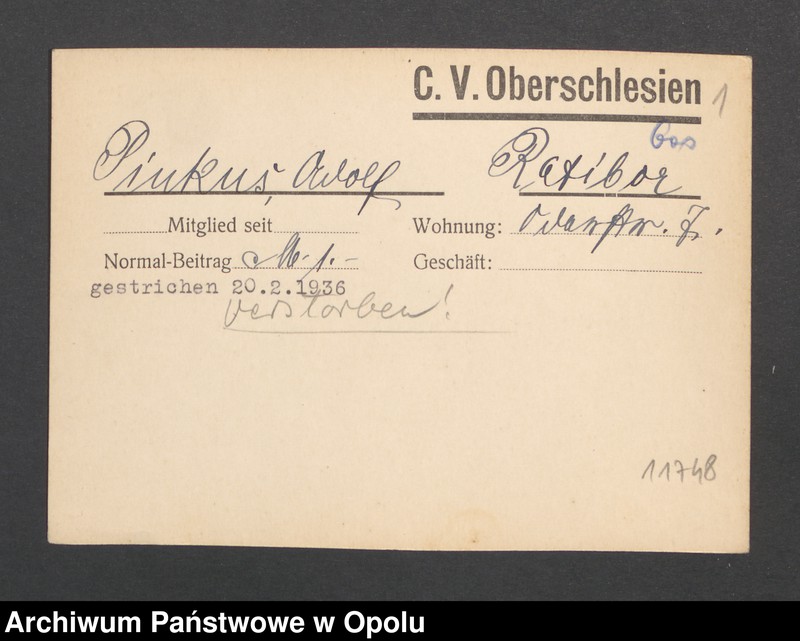 C. V. Oberschlesien 1
Pinkus, Adolf Ratibor
Mitglied seit Wohnung: Oderstr. 7.
Normal-Beitrag M. 1.- Geschäft:
gestrichen 20.2.1936
verstorben!
11748
Archiwum Państwowe w Opolu